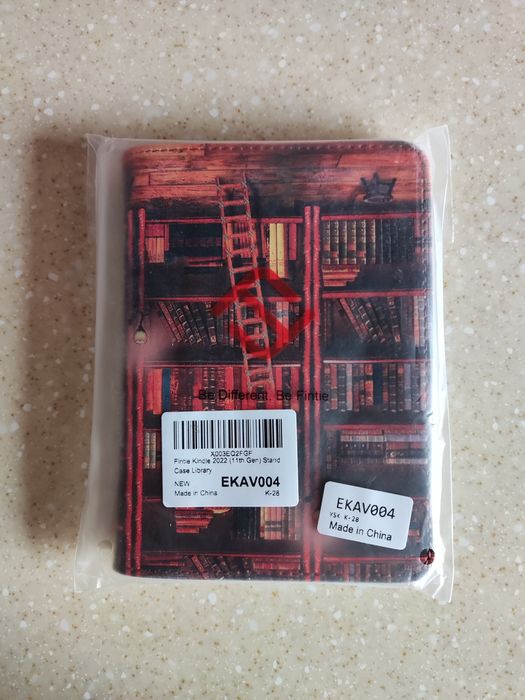 Be Different, Be Fintie
X003EQ2FGF
Fintie Kindle 2022 (11th Gen) Stand
Case Library
NEW
EKAV004
Made in China
K-28
EKAV004
YSK K-28
Made in China